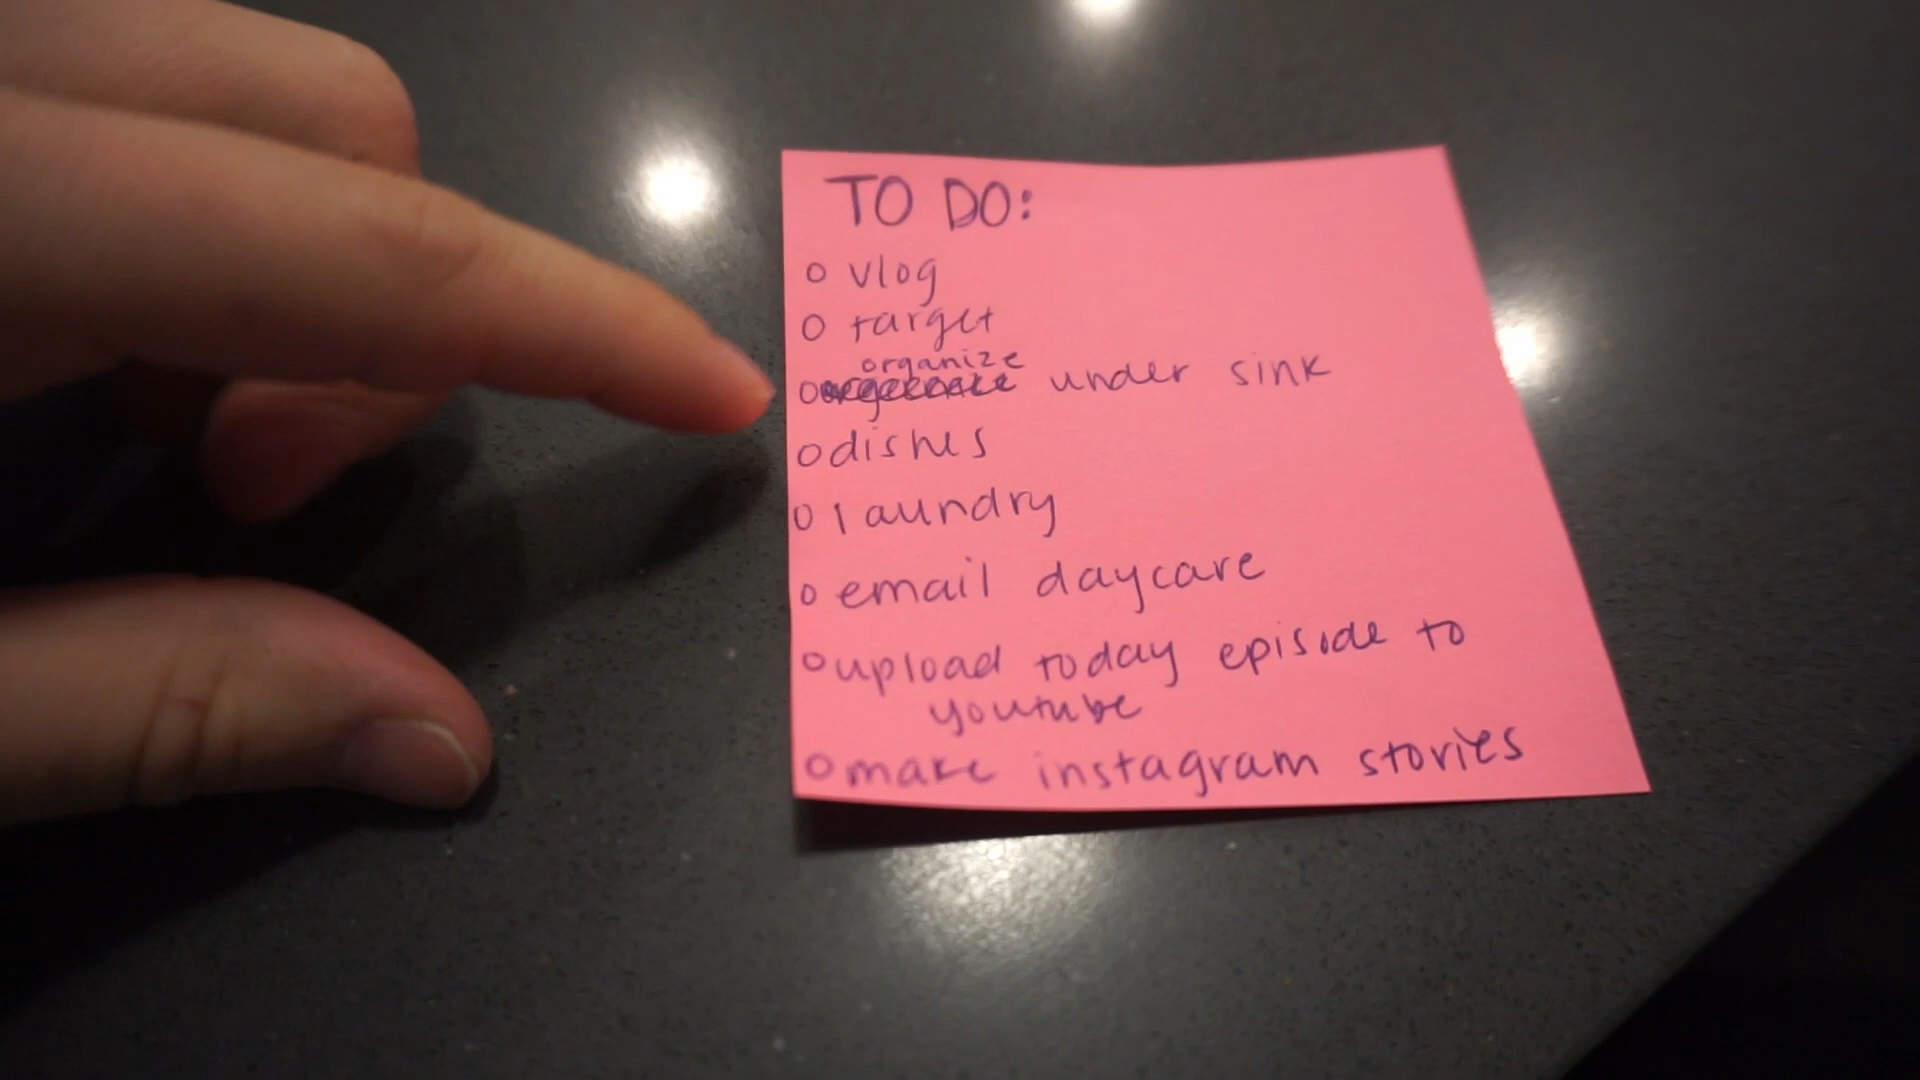 TO DO:
o vlog
o target
organize
o under sink
o dishes
o laundry
o email daycare
o upload today episode to
youtube
o make instagram stories